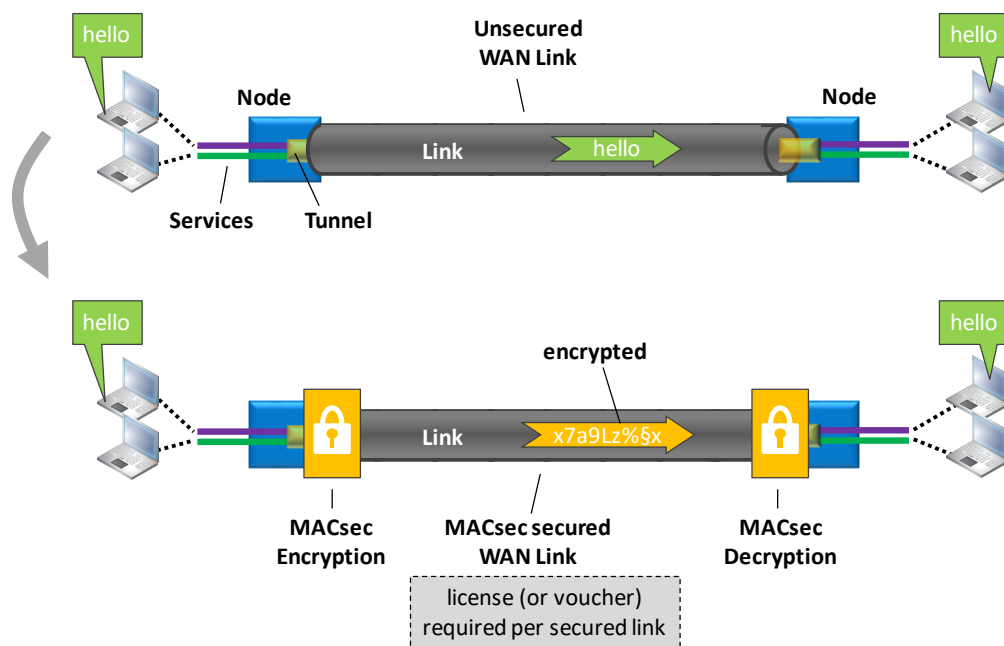 hello
hello
Unsecured
WAN Link
Node
Node
Link
hello
Services
Tunnel
hello
hello
encrypted
Link
x7a9Lz%§x
MACsec
Encryption
MACsec secured
WAN Link
MACsec
Decryption
license (or voucher)
required per secured link